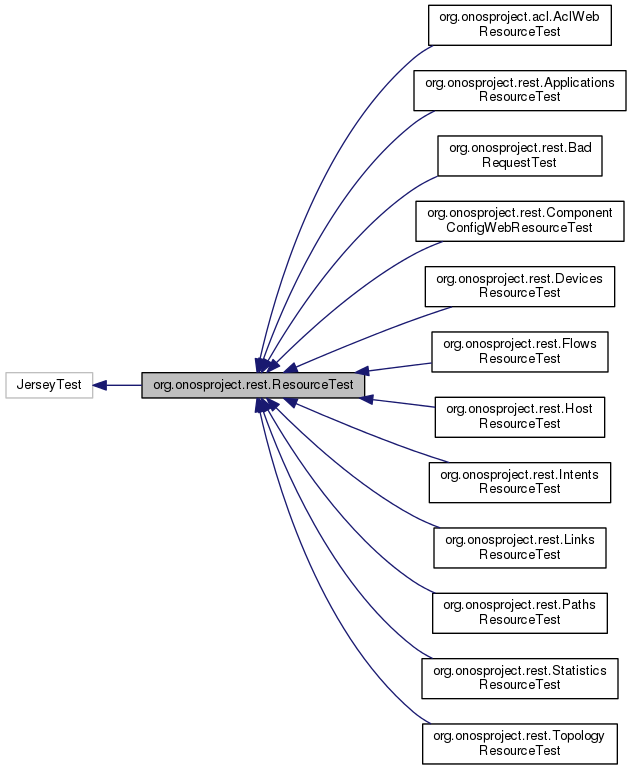 org.onosproject.acl.AclWeb
ResourceTest
org.onosproject.rest.Applications
ResourceTest
org.onosproject.rest.Bad
RequestTest
org.onosproject.rest.Component
ConfigWebResourceTest
org.onosproject.rest.Devices
ResourceTest
org.onosproject.rest.Flows
ResourceTest
JerseyTest
org.onosproject.rest.ResourceTest
org.onosproject.rest.Host
ResourceTest
org.onosproject.rest.Intents
ResourceTest
org.onosproject.rest.Links
ResourceTest
org.onosproject.rest.Paths
ResourceTest
org.onosproject.rest.Statistics
ResourceTest
org.onosproject.rest.Topology
ResourceTest